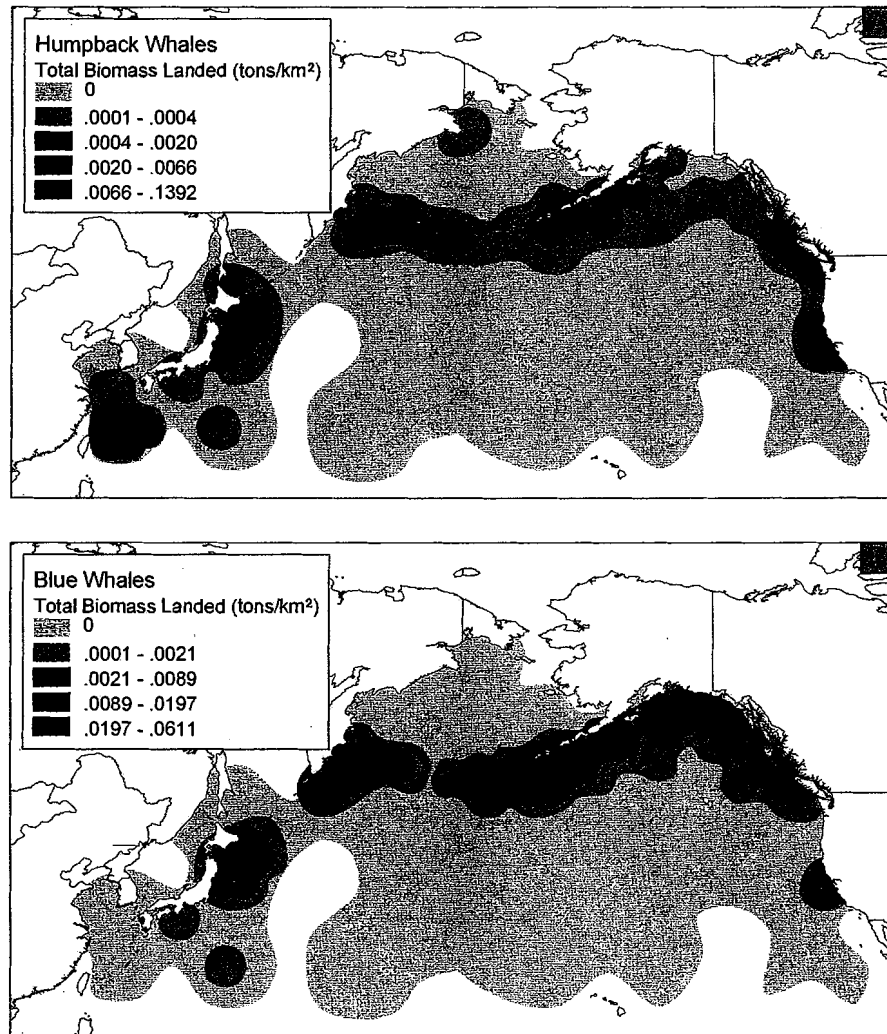 Humpback Whales
Total Biomass Landed (tons/km²)
0
.0001 - .0004
.0004 - .0020
.0020 - .0066
.0066 - .1392
Blue Whales
Total Biomass Landed (tons/km²)
0
.0001 - .0021
.0021 - .0089
.0089 - .0197
.0197 - .0611